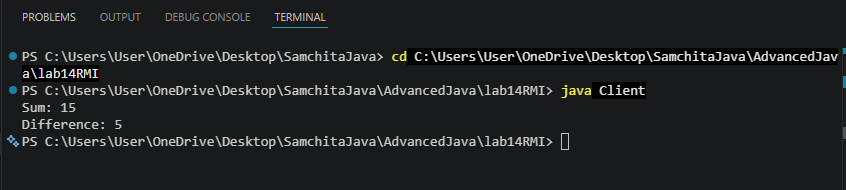 PROBLEMS OUTPUT DEBUG CONSOLE TERMINAL
PS C:\Users\User\OneDrive\Desktop\SamchitaJava> cd C:\Users\User\OneDrive\Desktop\SamchitaJava\AdvancedJav
a\lab14RMI
PS C:\Users\User\OneDrive\Desktop\SamchitaJava\AdvancedJava\lab14RMI> java Client
Sum: 15
Difference: 5
PS C:\Users\User\OneDrive\Desktop\SamchitaJava\AdvancedJava\lab14RMI>